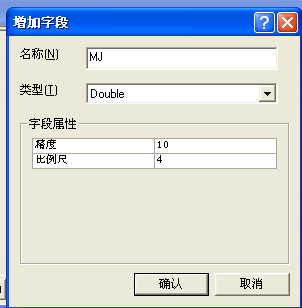 增加字段
名称(N) MJ
类型(T) Double
字段属性
精度 10
比例尺 4
确认 取消